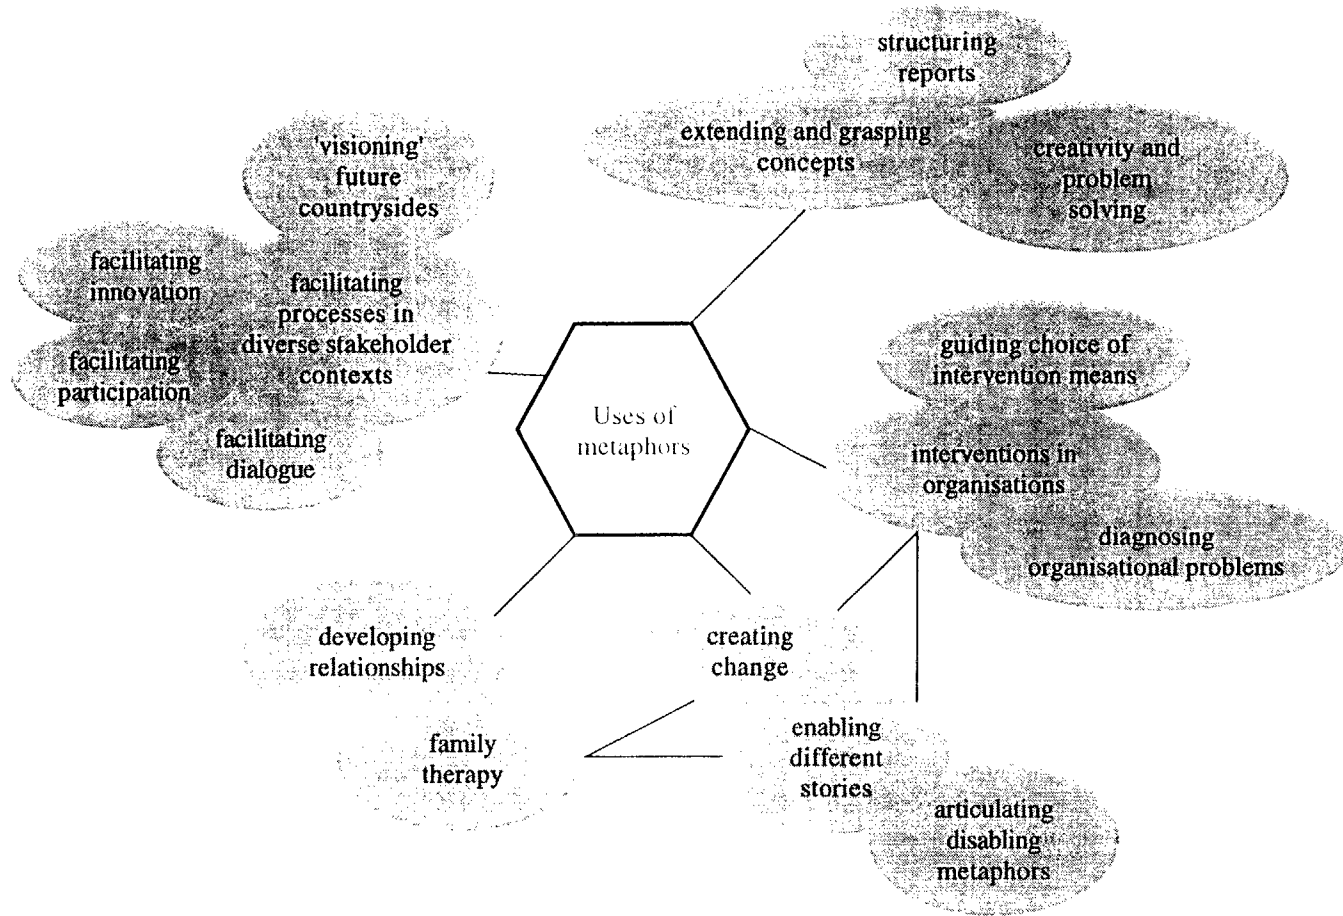 structuring
reports
extending and grasping
concepts
creativity and
problem
solving
'visioning'
future
countrysides
facilitating
innovation
facilitating
processes in
diverse stakeholder
contexts
facilitating
participation
facilitating
dialogue
Uses of
metaphors
guiding choice of
intervention means
interventions in
organisations
diagnosing
organisational problems
developing
relationships
creating
change
family
therapy
enabling
different
stories
articulating
disabling
metaphors